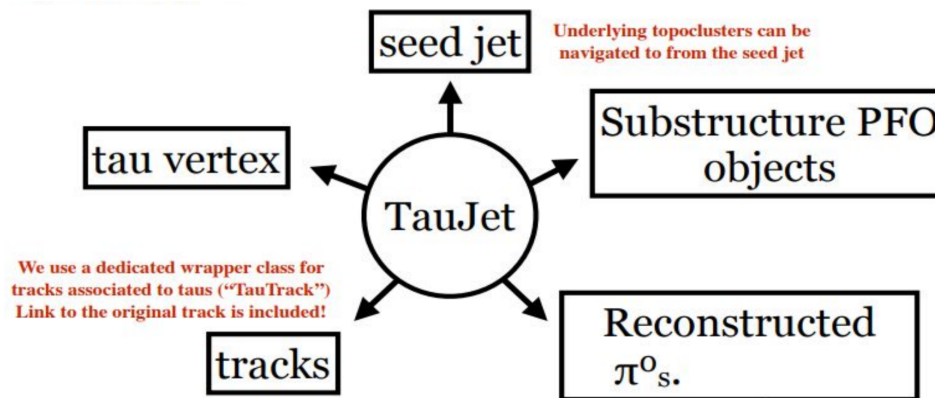 seed jet
Underlying topoclusters can be
navigated to from the seed jet
Substructure PFO
objects
tau vertex
TauJet
We use a dedicated wrapper class for
tracks associated to taus (“TauTrack”)
Link to the original track is included!
tracks
Reconstructed
π⁰s.